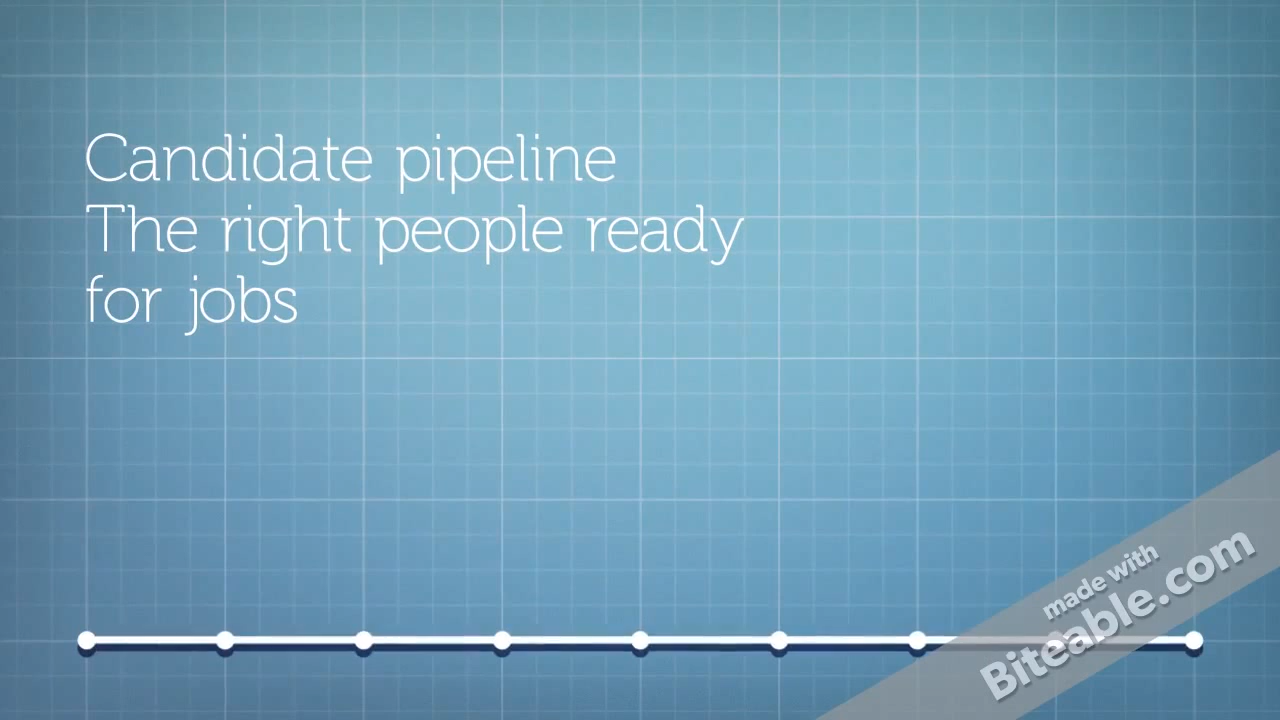 Candidate pipeline
The right people ready
for jobs
made with
Biteable.com